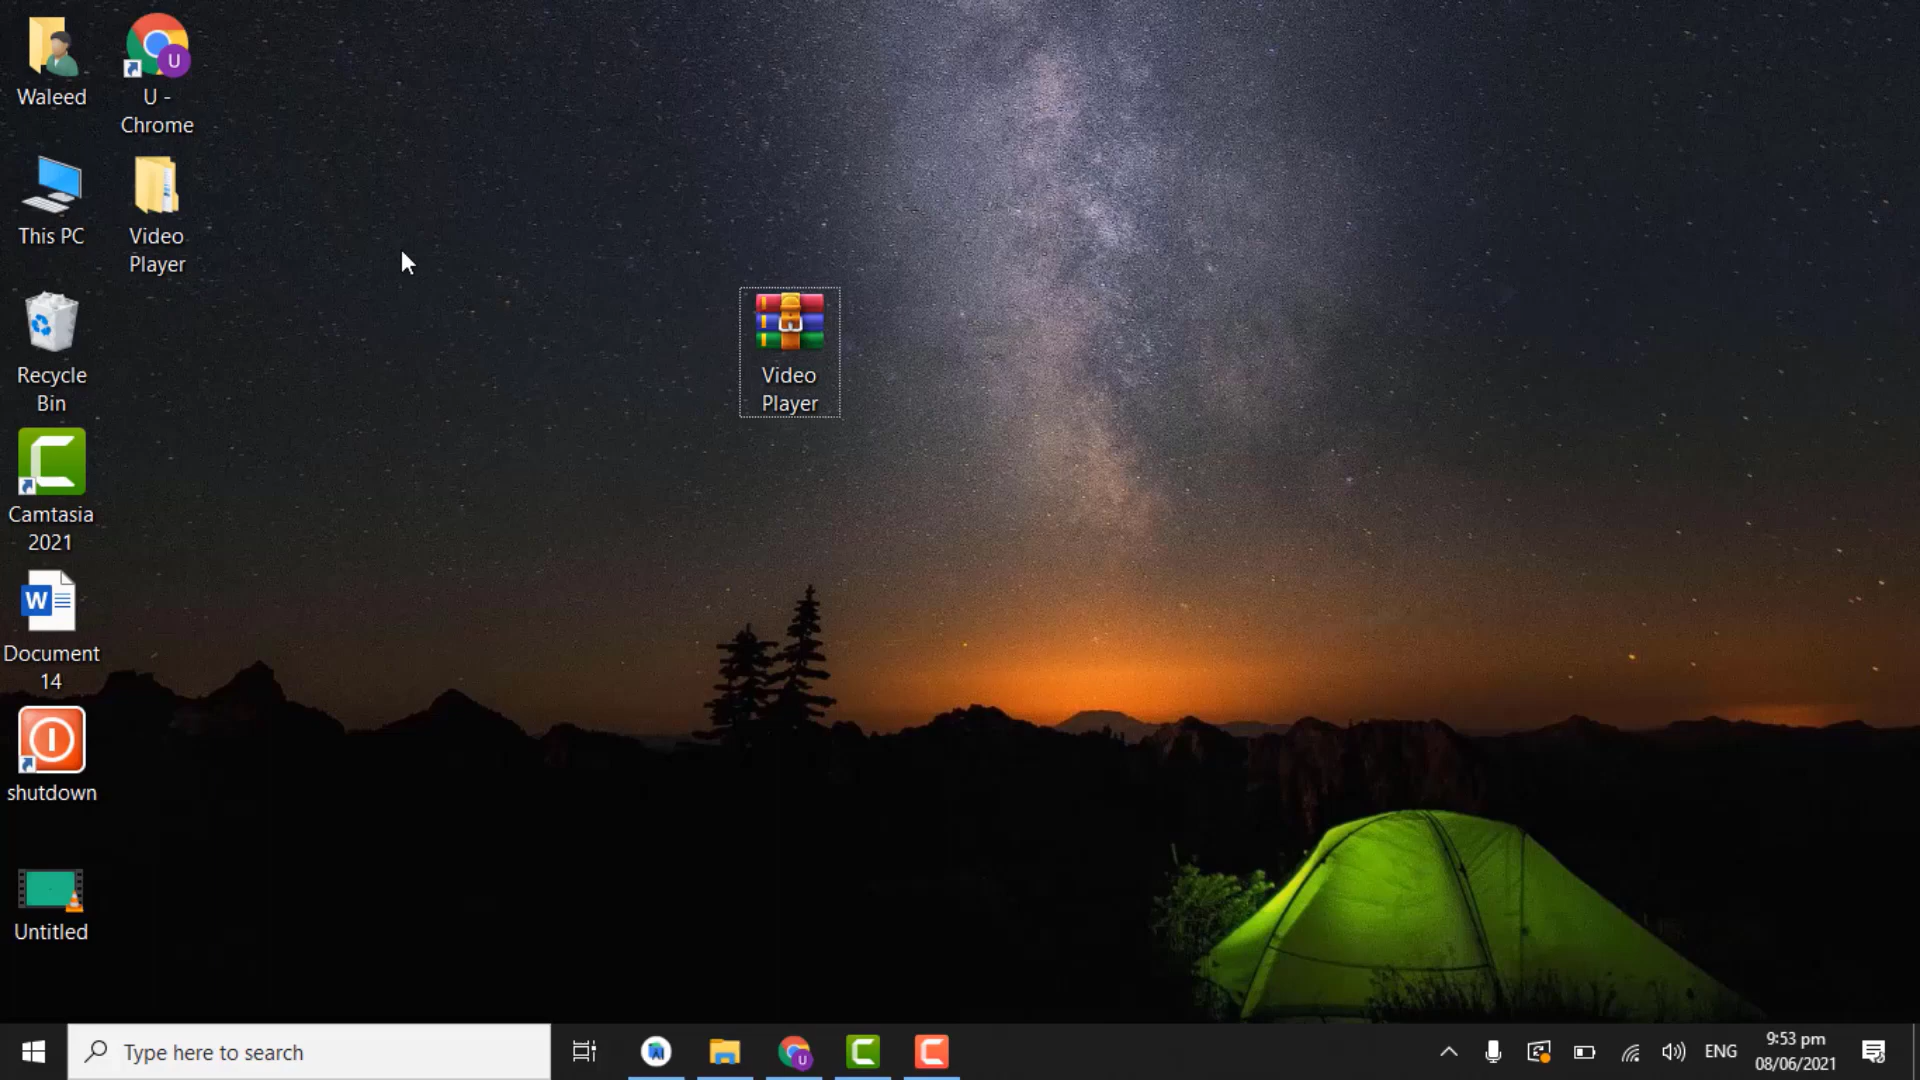 Waleed
U -
Chrome
This PC
Video
Player
Recycle
Bin
Video
Player
Camtasia
2021
W
Document
14
shutdown
Untitled
Type here to search
U
ENG
9:53 pm
08/06/2021